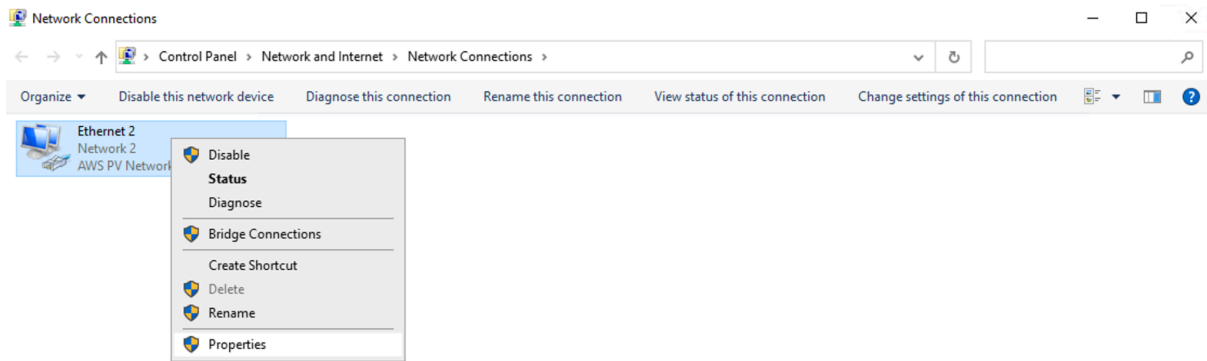 Network Connections
Control Panel > Network and Internet > Network Connections >
Organize Disable this network device Diagnose this connection Rename this connection View status of this connection Change settings of this connection
Ethernet 2
Network 2
AWS PV Network
Disable
Status
Diagnose
Bridge Connections
Create Shortcut
Delete
Rename
Properties